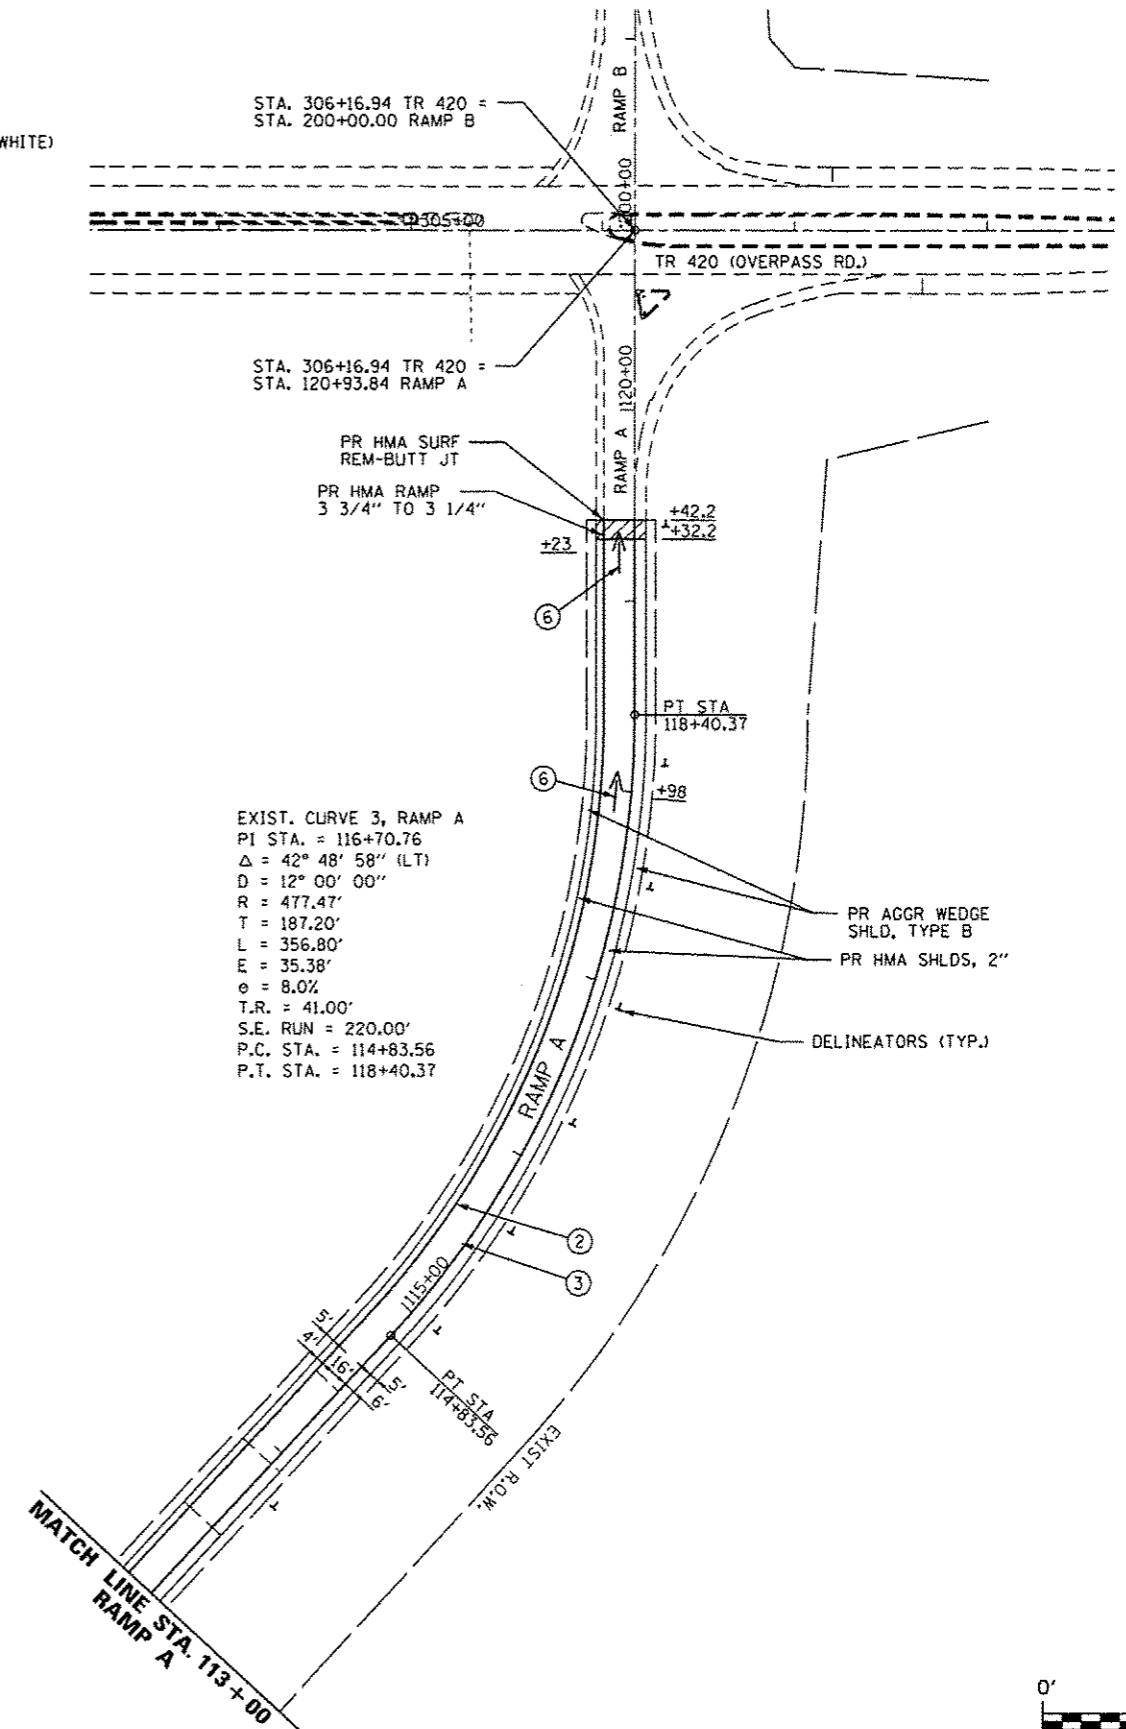 WHITE)
STA. 306+16.94 TR 420 =
STA. 200+00.00 RAMP B
RAMP B
200+00
305+00
TR 420 (OVERPASS RD.)
STA. 306+16.94 TR 420 =
STA. 120+93.84 RAMP A
120+00
RAMP A
PR HMA SURF
REM-BUTT JT
PR HMA RAMP
3 3/4" TO 3 1/4"
+42.2
+32.2
+23
6
PT STA
118+40.37
6
+98
EXIST. CURVE 3, RAMP A
PI STA. = 116+70.76
Δ = 42° 48' 58" (LT)
D = 12° 00' 00"
R = 477.47'
T = 187.20'
L = 356.80'
E = 35.38'
e = 8.0%
T.R. = 41.00'
S.E. RUN = 220.00'
P.C. STA. = 114+83.56
P.T. STA. = 118+40.37
PR AGGR WEDGE
SHLD, TYPE B
PR HMA SHLDS, 2"
DELINEATORS (TYP.)
RAMP A
2
3
115+00
5'
4'
16'
5'
6'
PT STA
114+83.56
EXIST R.O.W.
MATCH LINE STA. 113+00
RAMP A
0'